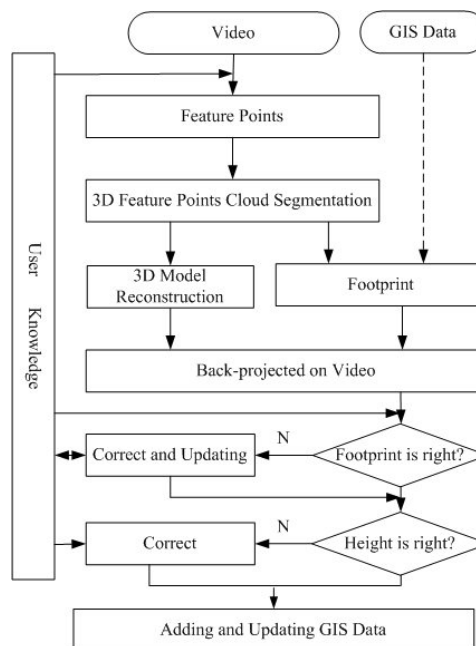 Video
GIS Data
Feature Points
3D Feature Points Cloud Segmentation
User Knowledge
3D Model
Reconstruction
Footprint
Back-projected on Video
N
Correct and Updating
Footprint is right?
N
Correct
Height is right?
Adding and Updating GIS Data